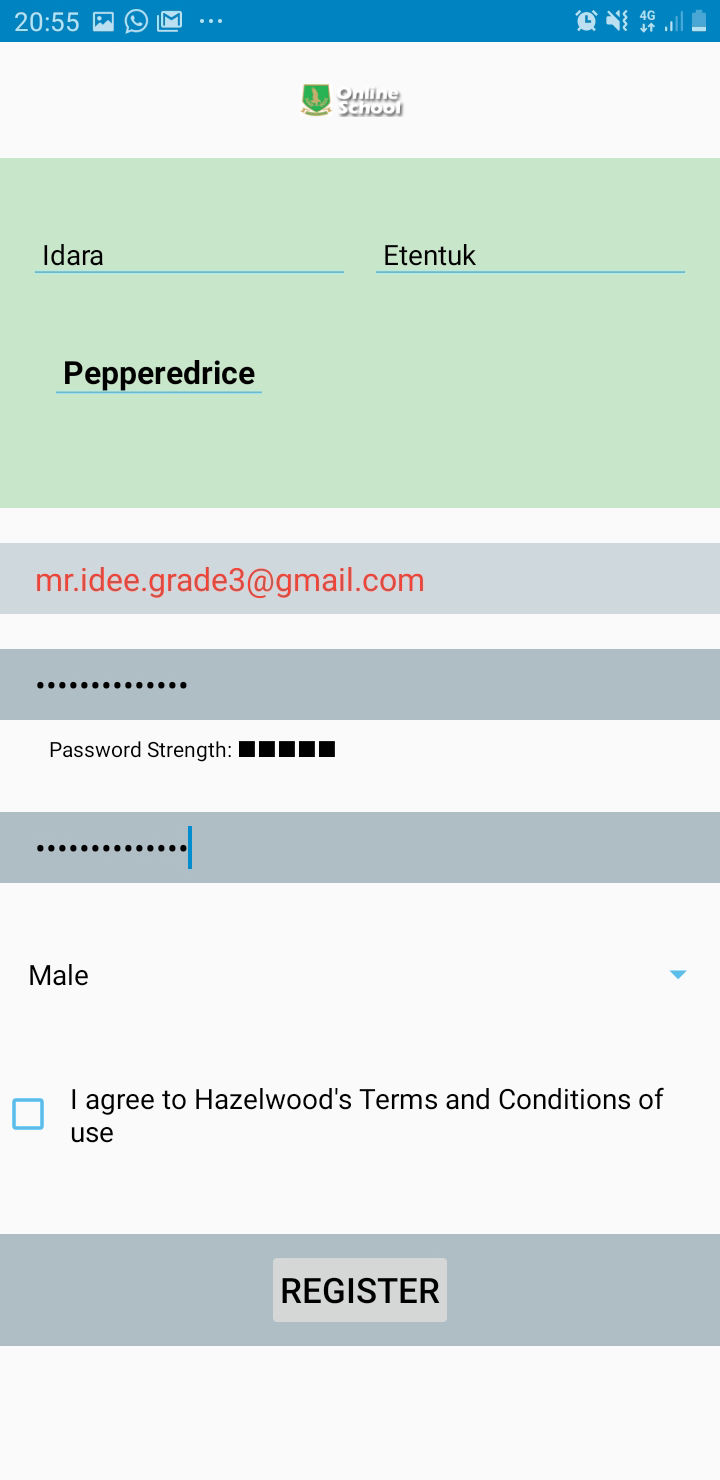 20:55
4G
Online
School
Idara Etentuk
Pepperedrice
mr.idee.grade3@gmail.com
••••••••••••••
Password Strength: ■■■■■
••••••••••••••
Male
I agree to Hazelwood's Terms and Conditions of
use
REGISTER